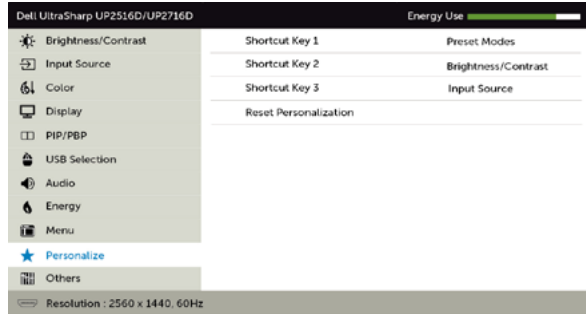 Dell UltraSharp UP2516D/UP2716D Energy Use
Brightness/Contrast Shortcut Key 1 Preset Modes
Input Source Shortcut Key 2 Brightness/Contrast
Color Shortcut Key 3 Input Source
Display Reset Personalization
PIP/PBP
USB Selection
Audio
Energy
Menu
Personalize
Others
Resolution : 2560 x 1440, 60Hz